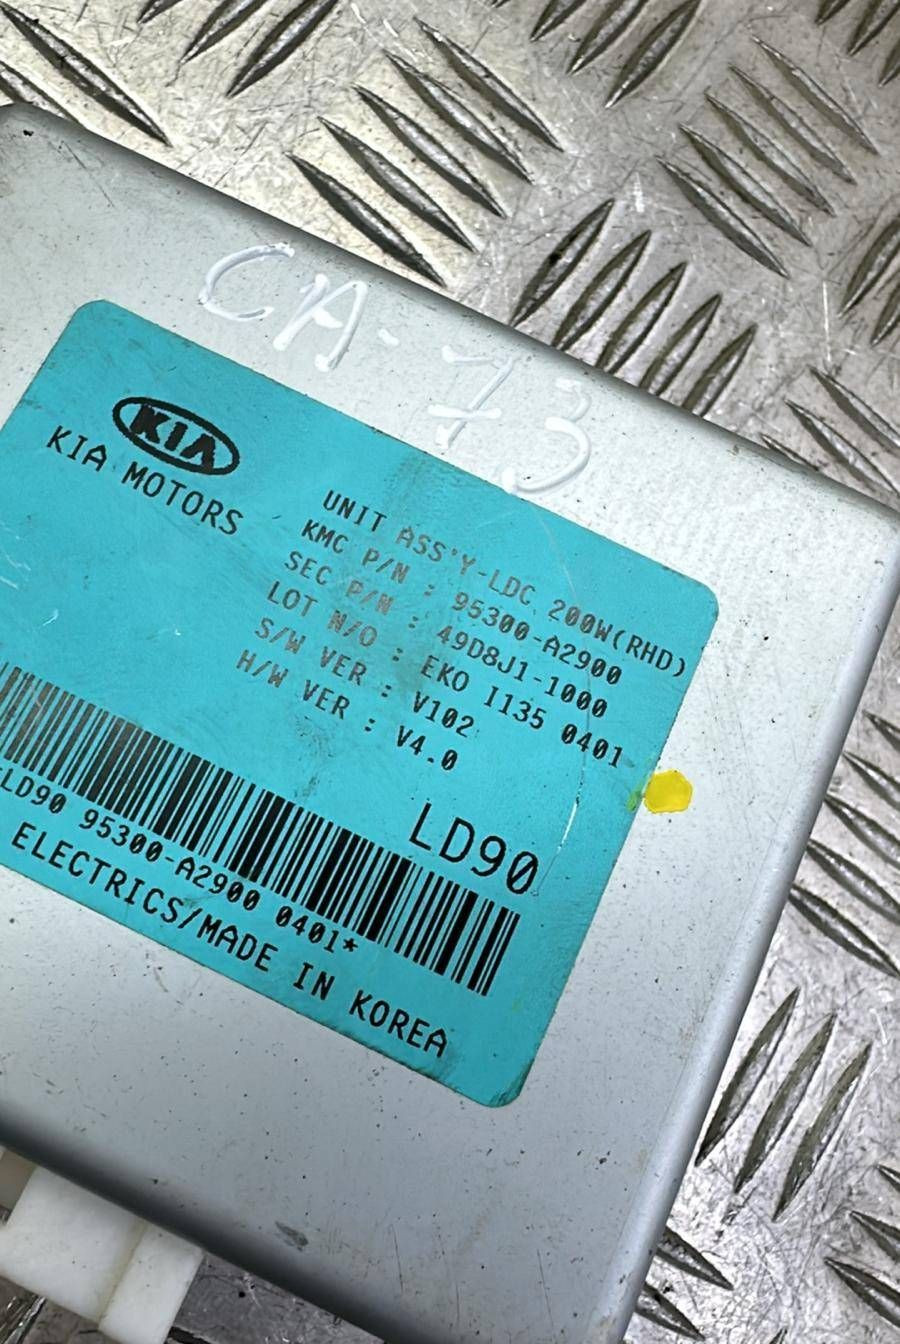 CA-73
KIA
KIA MOTORS
UNIT ASS'Y-LDC 200W(RHD)
KMC P/N : 95300-A2900
SEC P/N : 49D8J1-1000
LOT N/O : EKO I135 0401
S/W VER : V102
H/W VER : V4.0
LD90
LD90 95300-A2900 0401*
ELECTRICS/MADE IN KOREA